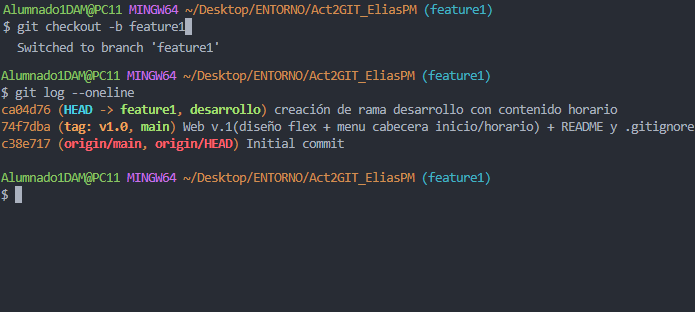 Alumnado1DAM@PC11 MINGW64 ~/Desktop/ENTORNO/Act2GIT_EliasPM (feature1)
$ git checkout -b feature1
Switched to branch 'feature1'
Alumnado1DAM@PC11 MINGW64 ~/Desktop/ENTORNO/Act2GIT_EliasPM (feature1)
$ git log --oneline
ca04d76 (HEAD -> feature1, desarrollo) creación de rama desarrollo con contenido horario
74f7dba (tag: v1.0, main) Web v.1(diseño flex + menu cabecera inicio/horario) + README y .gitignore
c38e717 (origin/main, origin/HEAD) Initial commit
Alumnado1DAM@PC11 MINGW64 ~/Desktop/ENTORNO/Act2GIT_EliasPM (feature1)
$